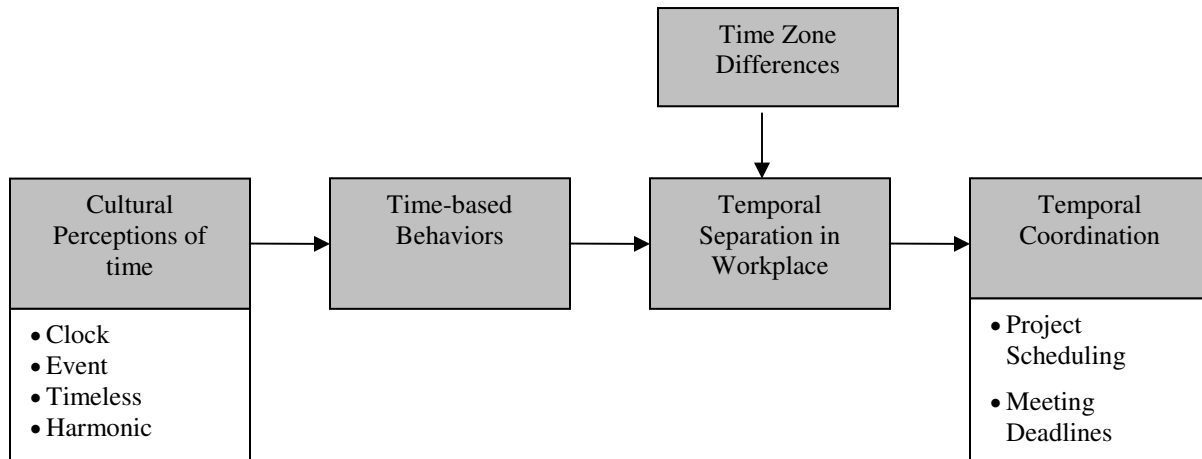 Time Zone
Differences
Cultural
Perceptions of
time
Time-based
Behaviors
Temporal
Separation in
Workplace
Temporal
Coordination
• Clock
• Event
• Timeless
• Harmonic
• Project
Scheduling
• Meeting
Deadlines